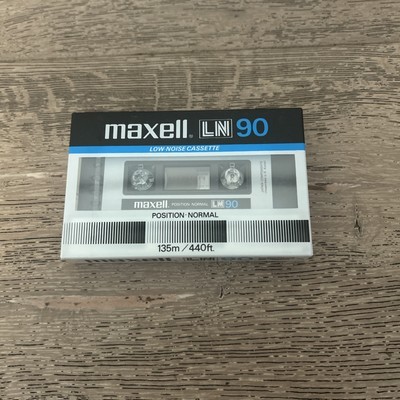 maxell LN 90
LOW NOISE CASSETTE
maxell POSITION NORMAL LN 90
POSITION·NORMAL
135m/440ft.